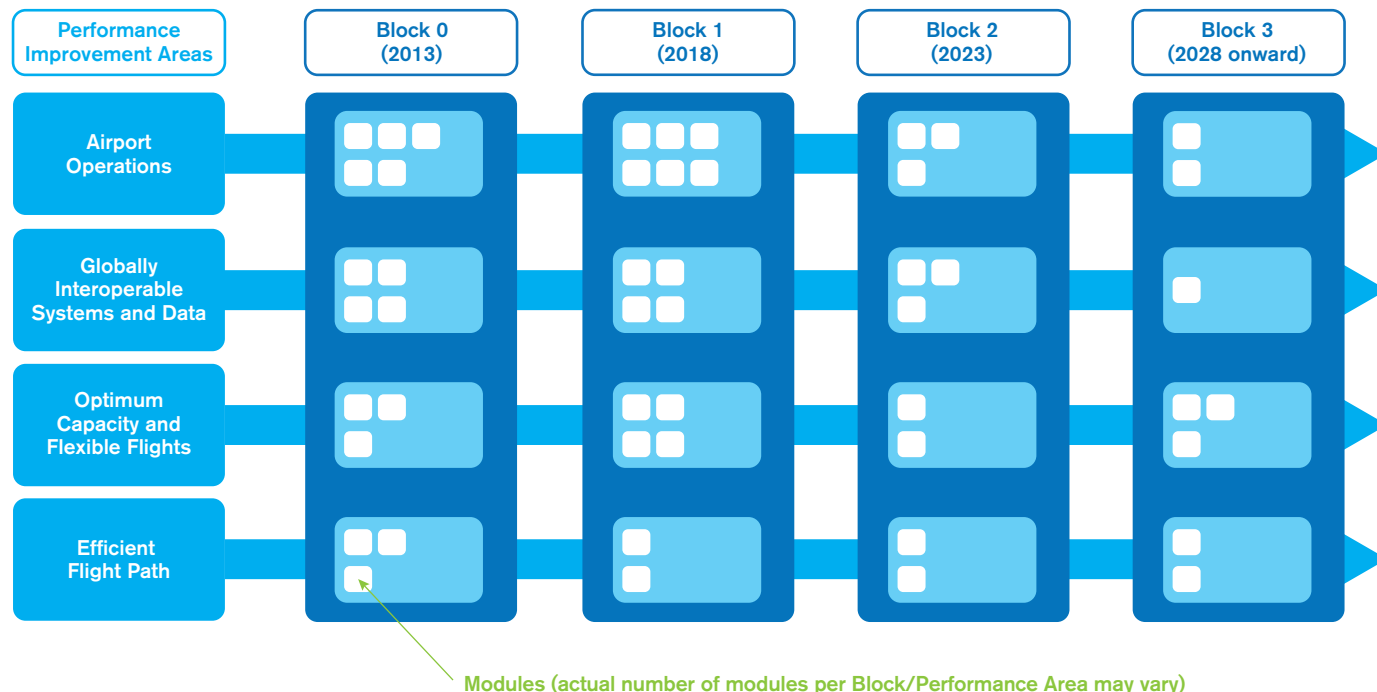 Performance
Improvement Areas
Block 0
(2013)
Block 1
(2018)
Block 2
(2023)
Block 3
(2028 onward)
Airport
Operations
Globally
Interoperable
Systems and Data
Optimum
Capacity and
Flexible Flights
Efficient
Flight Path
Modules (actual number of modules per Block/Performance Area may vary)